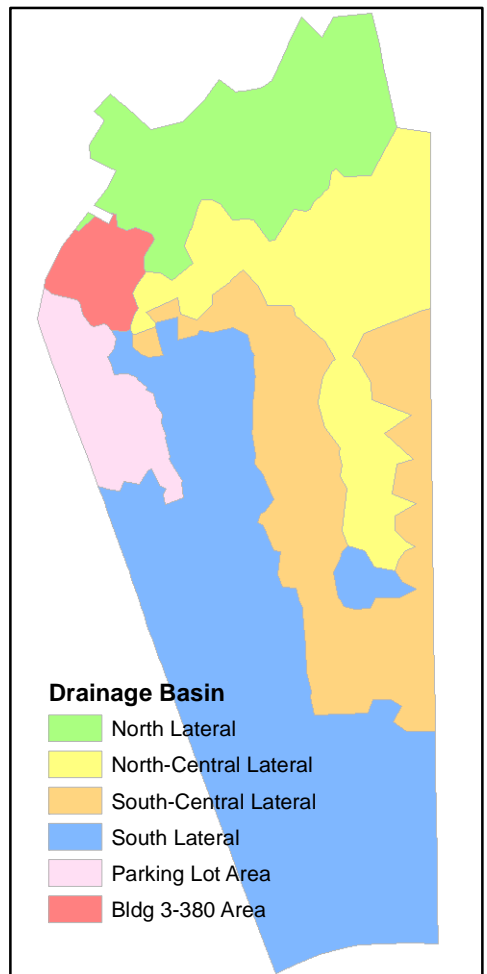 Drainage Basin
North Lateral
North-Central Lateral
South-Central Lateral
South Lateral
Parking Lot Area
Bldg 3-380 Area